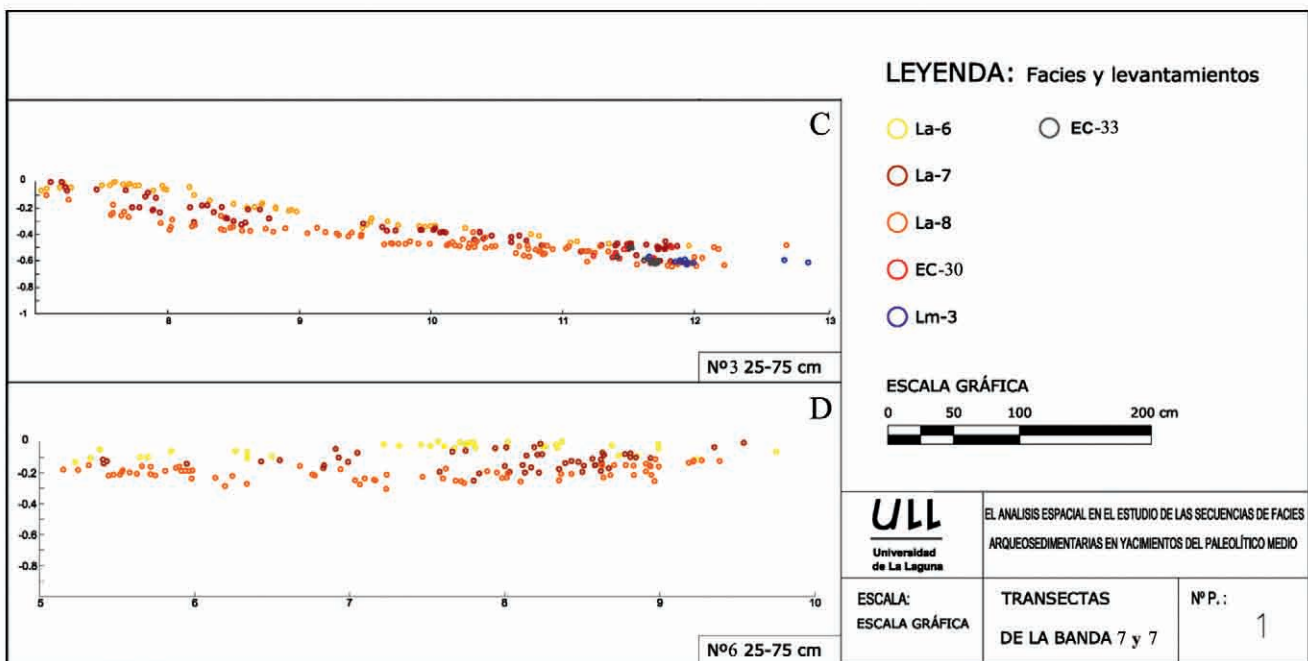 C
0
-0.2
-0.4
-0.6
-0.8
-1
8
9
10
11
12
13
Nº3 25-75 cm
D
0
-0.2
-0.4
-0.6
-0.8
5
6
7
8
9
10
Nº6 25-75 cm
LEYENDA: Facies y levantamientos
La-6
EC-33
La-7
La-8
EC-30
Lm-3
ESCALA GRÁFICA
0 50 100 200 cm
ULL
Universidad
de La Laguna
EL ANALISIS ESPACIAL EN EL ESTUDIO DE LAS SECUENCIAS DE FACIES
ARQUEOSEDIMENTARIAS EN YACIMIENTOS DEL PALEOLÍTICO MEDIO
ESCALA:
ESCALA GRÁFICA
TRANSECTAS
DE LA BANDA 7 y 7
Nº P. :
1